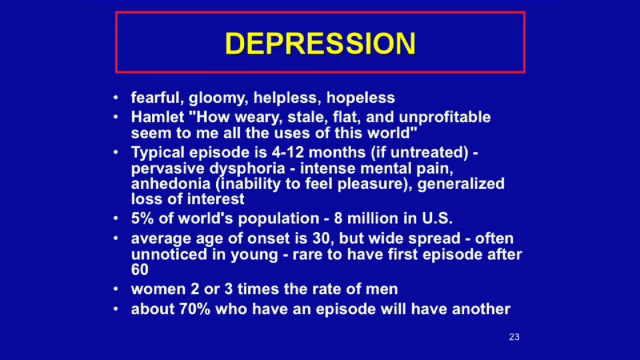 DEPRESSION
• fearful, gloomy, helpless, hopeless
• Hamlet "How weary, stale, flat, and unprofitable
seem to me all the uses of this world"
• Typical episode is 4-12 months (if untreated) -
pervasive dysphoria - intense mental pain,
anhedonia (inability to feel pleasure), generalized
loss of interest
• 5% of world's population - 8 million in U.S.
• average age of onset is 30, but wide spread - often
unnoticed in young - rare to have first episode after
60
• women 2 or 3 times the rate of men
• about 70% who have an episode will have another
23